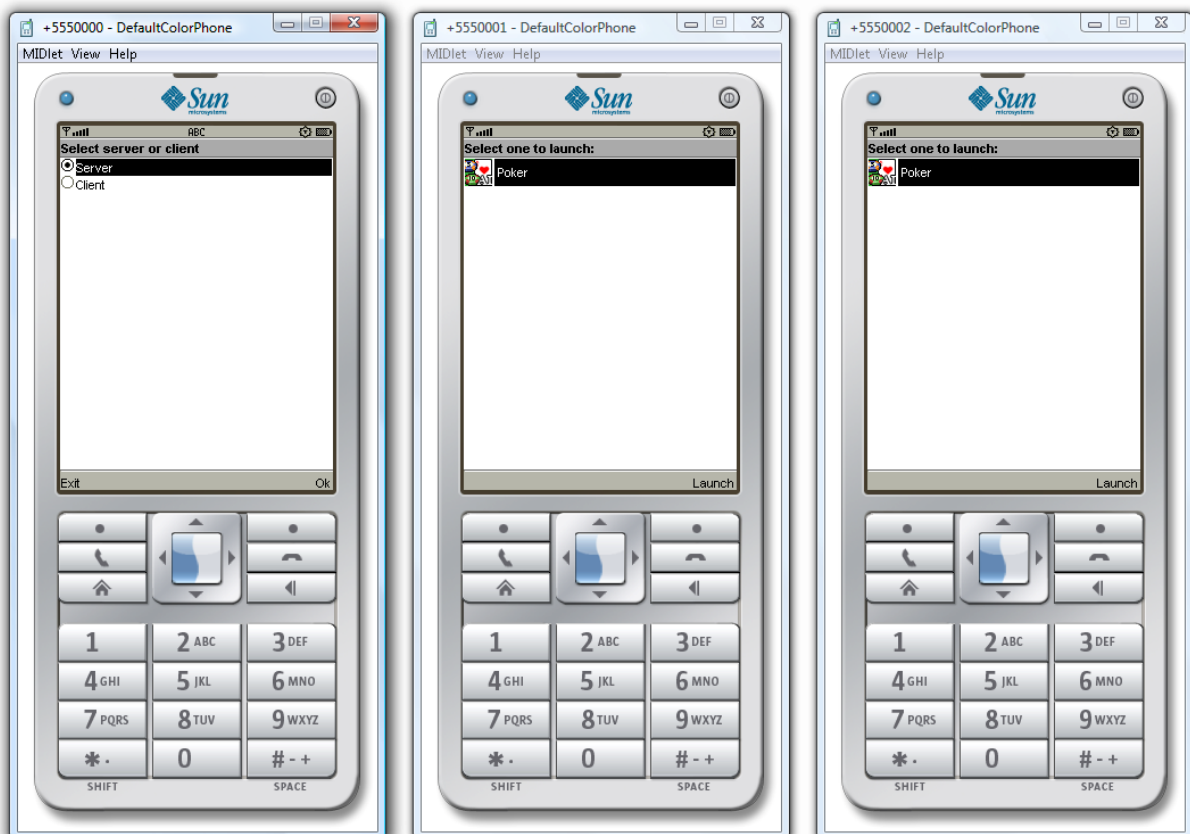 +5550000 - DefaultColorPhone
MIDlet View Help
Sun
microsystems
ABC
Select server or client
Server
Client
Exit Ok
1 2 ABC 3 DEF
4 GHI 5 JKL 6 MNO
7 PQRS 8 TUV 9 WXYZ
* . 0 # - +
SHIFT SPACE
+5550001 - DefaultColorPhone
MIDlet View Help
Sun
microsystems
Select one to launch:
Poker
Launch
1 2 ABC 3 DEF
4 GHI 5 JKL 6 MNO
7 PQRS 8 TUV 9 WXYZ
* . 0 # - +
SHIFT SPACE
+5550002 - DefaultColorPhone
MIDlet View Help
Sun
microsystems
Select one to launch:
Poker
Launch
1 2 ABC 3 DEF
4 GHI 5 JKL 6 MNO
7 PQRS 8 TUV 9 WXYZ
* . 0 # - +
SHIFT SPACE